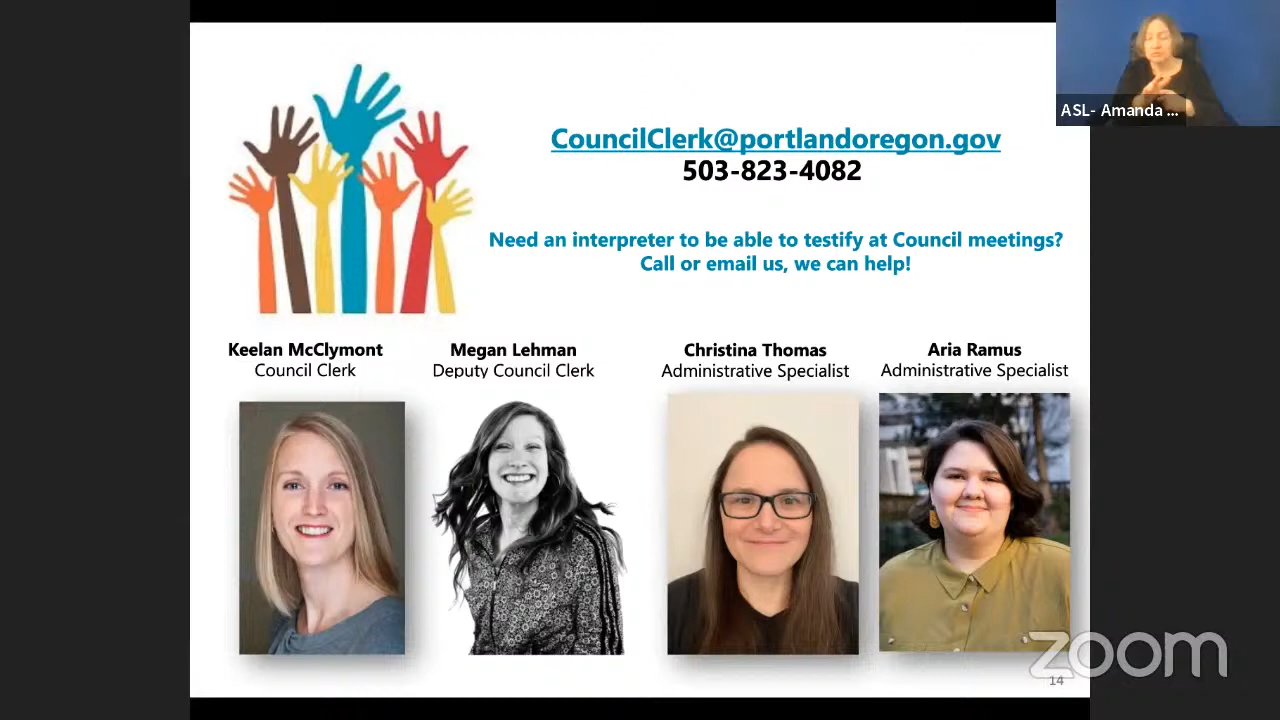 CouncilClerk@portlandoregon.gov
503-823-4082
ASL- Amanda ...
Need an interpreter to be able to testify at Council meetings?
Call or email us, we can help!
Keelan McClymont
Council Clerk
Megan Lehman
Deputy Council Clerk
Christina Thomas
Administrative Specialist
Aria Ramus
Administrative Specialist
zoom
14